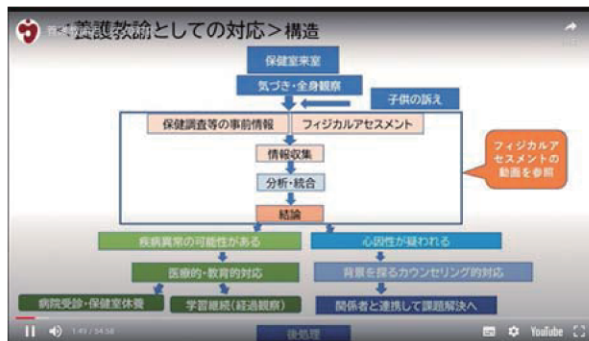 <養護教諭としての対応＞構造
保健室来室
気づき・全身観察
子供の訴え
保健調査等の事前情報
フィジカルアセスメント
情報収集
分析・統合
結論
フィジカルア
セスメントの
動画を参照
疾病異常の可能性がある
心因性が疑われる
医療的・教育的対応
背景を探るカウンセリング的対応
病院受診・保健室休養
学習継続(経過観察)
関係者と連携して課題解決へ
後処理
1:49 / 54:58
YouTube